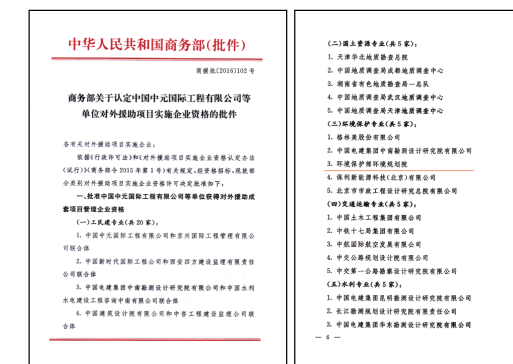 中华人民共和国商务部(批件)
商援批[2016]102 号
商务部关于认定中国中元国际工程有限公司等
单位对外援助项目实施企业资格的批件
各有关对外援助项目实施企业:
依据《行政许可法》和《对外援助项目实施企业资格认定办法
(试行)》(商务部令 2015 年第 1 号)有关规定,经资格招标,现就部
分类别对外援助项目实施企业资格许可决定批准如下:
一、批准中国中元国际工程有限公司等单位获得对外援助成
套项目管理企业资格
(一)工民建专业(共 20 家):
1. 中国中元国际工程有限公司和京兴国际工程管理有限公
司联合体
2. 中国新时代国际工程公司和西安四方建设监理有限责任
公司联合体
3. 中国电建集团中南勘测设计研究院有限公司和中国水利
水电建设工程咨询中南有限公司联合体
4. 中国建筑设计院有限公司和中咨工程建设监理公司联
合体
(二)国土资源专业(共 5 家):
1. 天津华北地质勘查总院
2. 中国地质调查局成都地质调查中心
3. 湖南省有色地质勘查局一总队
4. 中国地质调查局武汉地质调查中心
5. 中国地质调查局天津地质调查中心
(三)环境保护专业(共 5 家):
1. 格林美股份有限公司
2. 中国电建集团中南勘测设计研究院有限公司
3. 环境保护部环境规划院
4. 保利新能源科技(北京)有限公司
5. 北京市市政工程设计研究总院有限公司
(四)交通运输专业(共 5 家):
1. 中国土木工程集团有限公司
2. 中铁十七局集团有限公司
3. 中航国际航空发展有限公司
4. 中交公路规划设计院有限公司
5. 中交第一公路勘察设计研究院有限公司
(五)水利专业(共 5 家):
1. 中国电建集团昆明勘测设计研究院有限公司
2. 长江勘测规划设计研究院有限责任公司
3. 中国电建集团华东勘测设计研究院有限公司
— 6 —